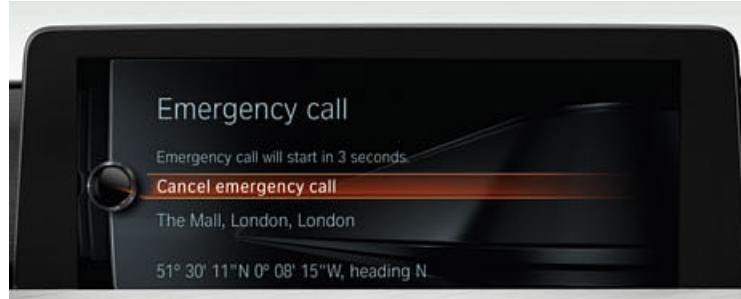 Emergency call
Emergency call will start in 3 seconds.
Cancel emergency call
The Mall, London, London
51° 30' 11"N 0° 08' 15"W, heading N